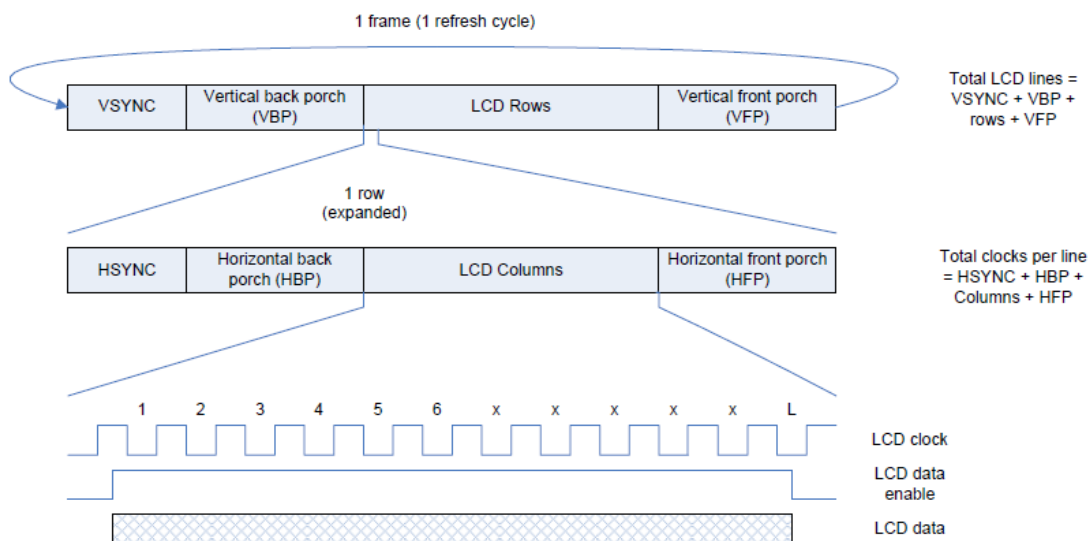 1 frame (1 refresh cycle)
VSYNC
Vertical back porch
(VBP)
LCD Rows
Vertical front porch
(VFP)
Total LCD lines =
VSYNC + VBP +
rows + VFP
1 row
(expanded)
HSYNC
Horizontal back
porch (HBP)
LCD Columns
Horizontal front porch
(HFP)
Total clocks per line
= HSYNC + HBP +
Columns + HFP
1 2 3 4 5 6 x x x x x L
LCD clock
LCD data
enable
LCD data